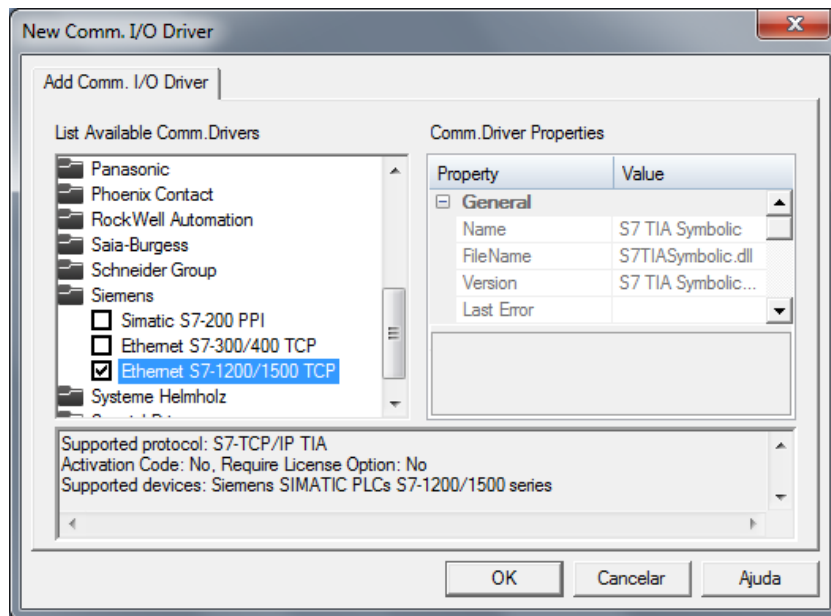 New Comm. I/O Driver
Add Comm. I/O Driver
List Available Comm.Drivers
Panasonic
Phoenix Contact
RockWell Automation
Saia-Burgess
Schneider Group
Siemens
Simatic S7-200 PPI
Ethernet S7-300/400 TCP
Ethernet S7-1200/1500 TCP
Systeme Helmholz
Comm.Driver Properties
Property Value
General
Name S7 TIA Symbolic
FileName S7TIASymbolic.dll
Version S7 TIA Symbolic...
Last Error
Supported protocol: S7-TCP/IP TIA
Activation Code: No, Require License Option: No
Supported devices: Siemens SIMATIC PLCs S7-1200/1500 series
OK Cancelar Ajuda